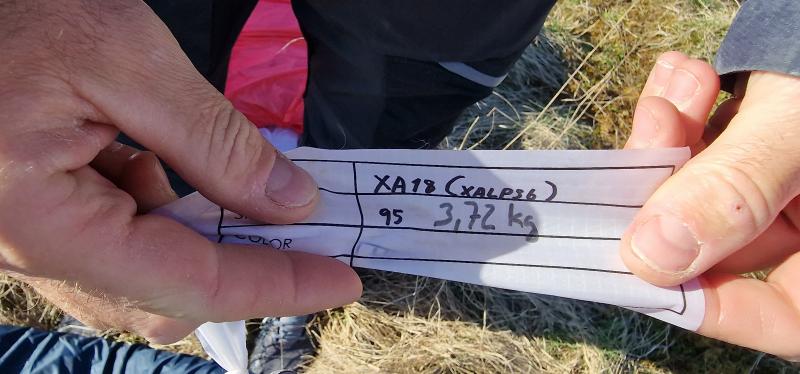 XA18 (XALPS6)
95 3,72 kg
COLOR